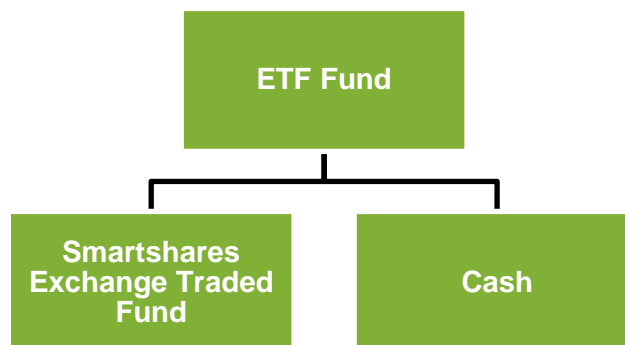 ETF Fund
Smartshares
Exchange Traded
Fund
Cash